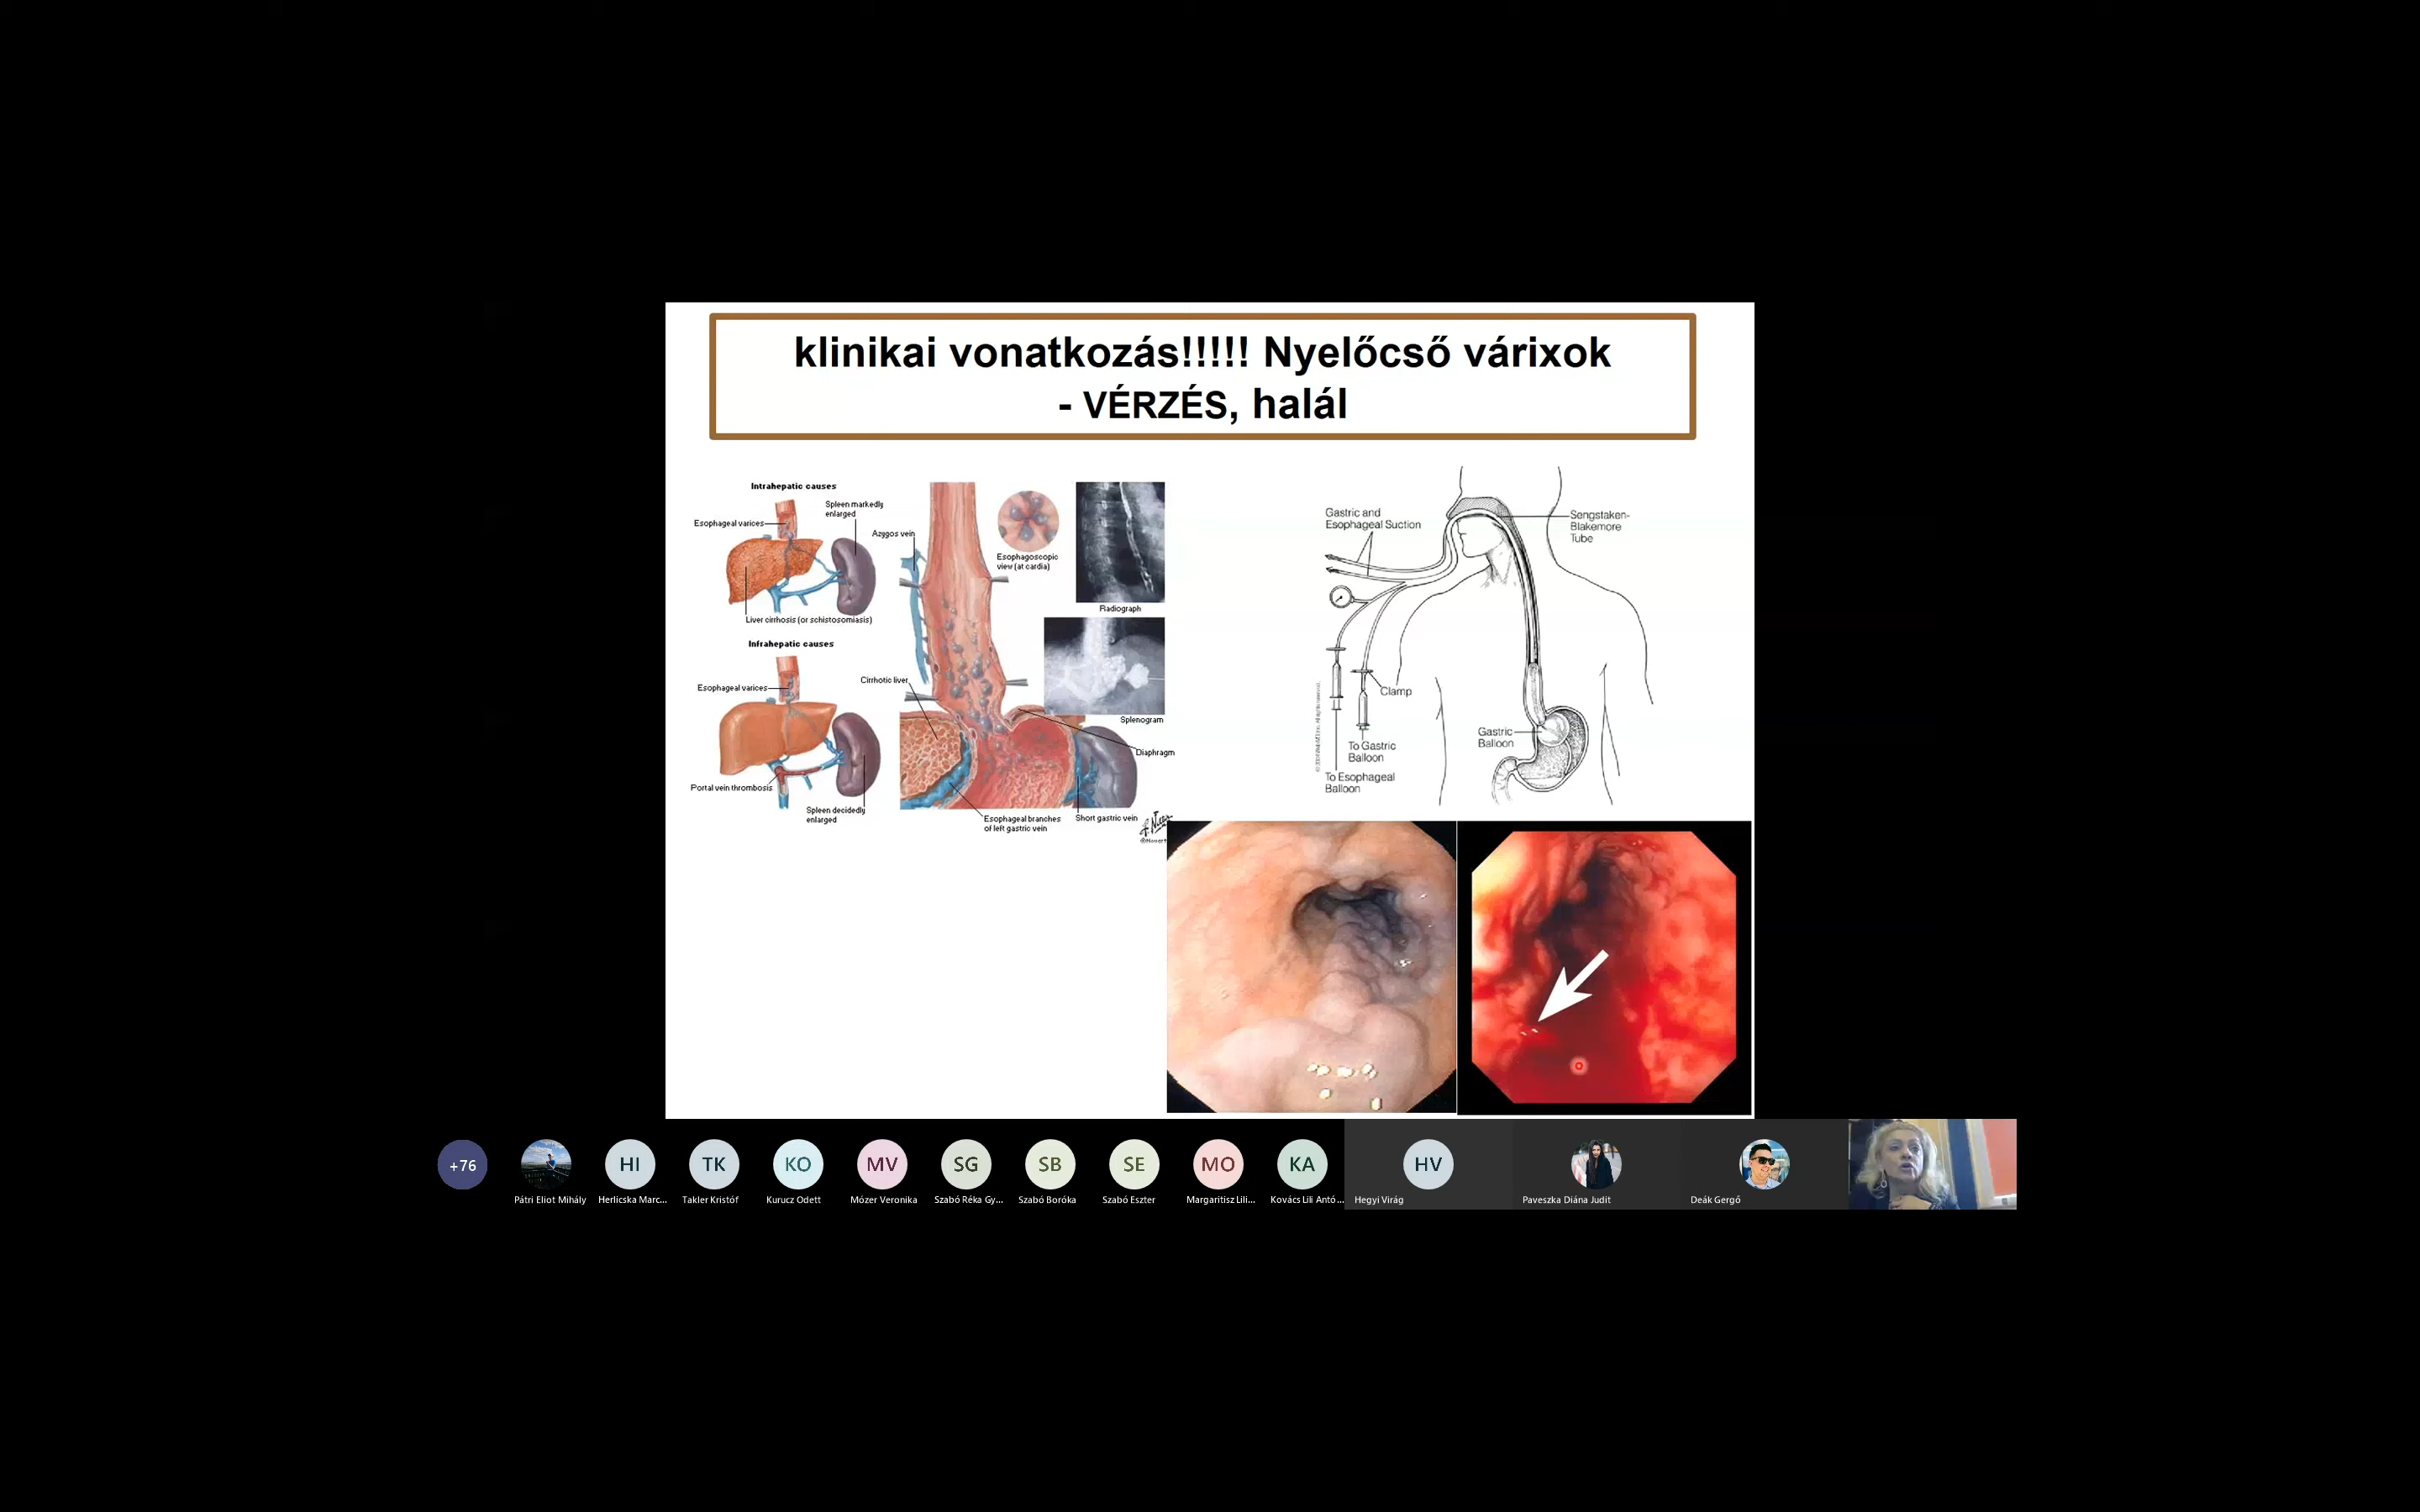 klinikai vonatkozás!!!!! Nyelőcső várixok
- VÉRZÉS, halál
Intrahepatic causes
Spleen markedly
enlarged
Esophageal varices
Liver cirrhosis (or schistosomiasis)
Infrahepatic causes
Esophageal varices
Portal vein thrombosis
Spleen decidedly
enlarged
Azygos vein
Esophagoscopic
view (at cardia)
Radiograph
Cirrhotic liver
Splenogram
Diaphragm
Esophageal branches
of left gastric vein
Short gastric vein
Gastric and
Esophageal Suction
Sengstaken-
Blakemore
Tube
Clamp
Gastric
Balloon
To Gastric
Balloon
To Esophageal
Balloon
+76
HI
TK
KO
MV
SG
SB
SE
MO
KA
HV
Pátri Eliot Mihály
Herlicska Marc...
Takler Kristóf
Kurucz Odett
Mózer Veronika
Szabó Réka Gy...
Szabó Boróka
Szabó Eszter
Margaritisz Lili...
Kovács Lili Antó...
Hegyi Virág
Paveszka Diána Judit
Deák Gergő